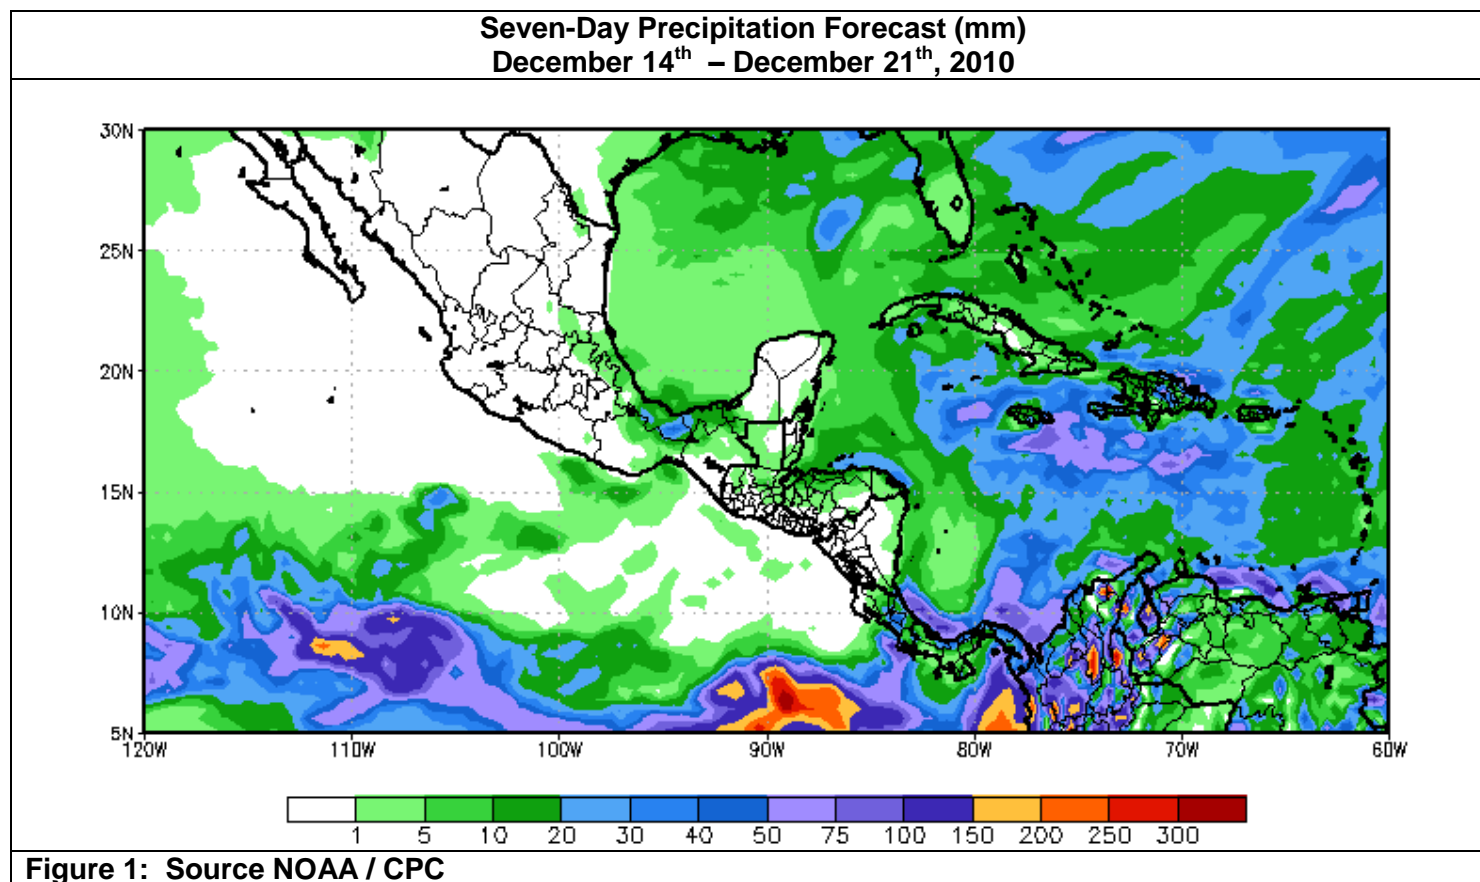 Seven-Day Precipitation Forecast (mm)
December 14th – December 21th, 2010
30N
25N
20N
15N
10N
5N
120W 110W 100W 90W 80W 70W 60W
1 5 10 20 30 40 50 75 100 150 200 250 300
Figure 1: Source NOAA / CPC